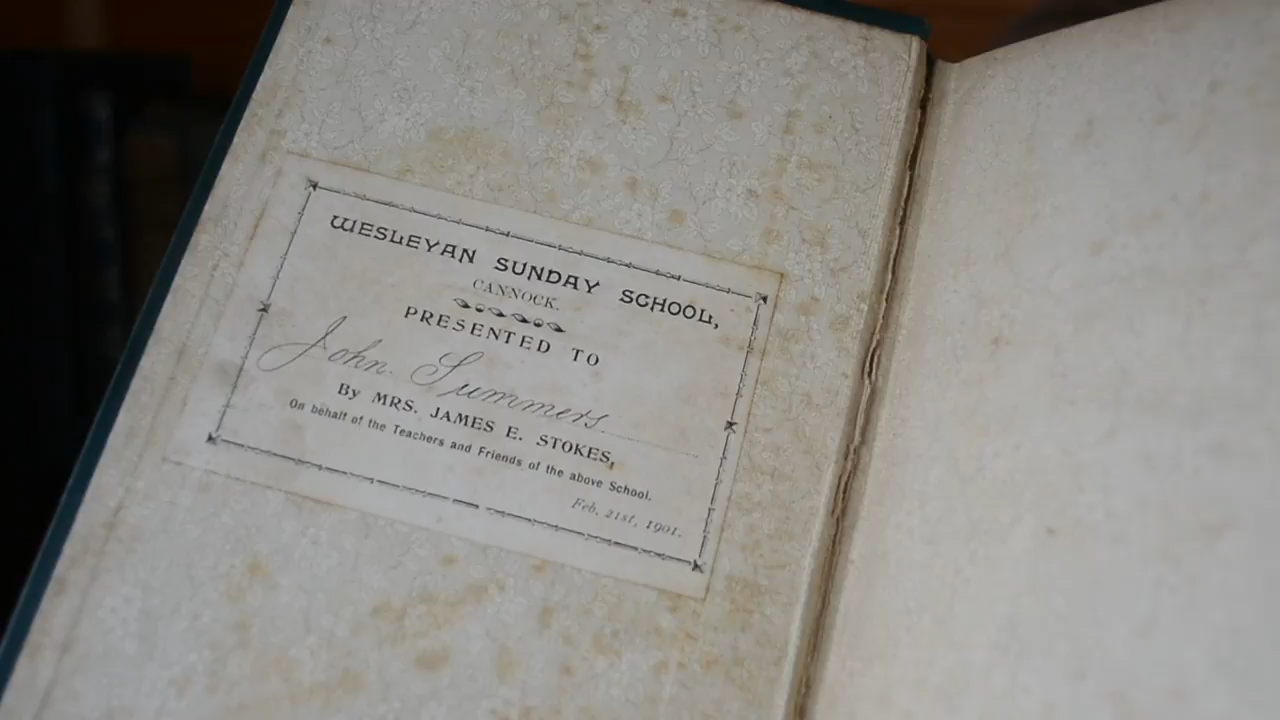 WESLEYAN SUNDAY SCHOOL,
CANNOCK.
PRESENTED TO
John Summers.
By MRS. JAMES E. STOKES,
On behalf of the Teachers and Friends of the above School.
Feb. 21st, 1901.